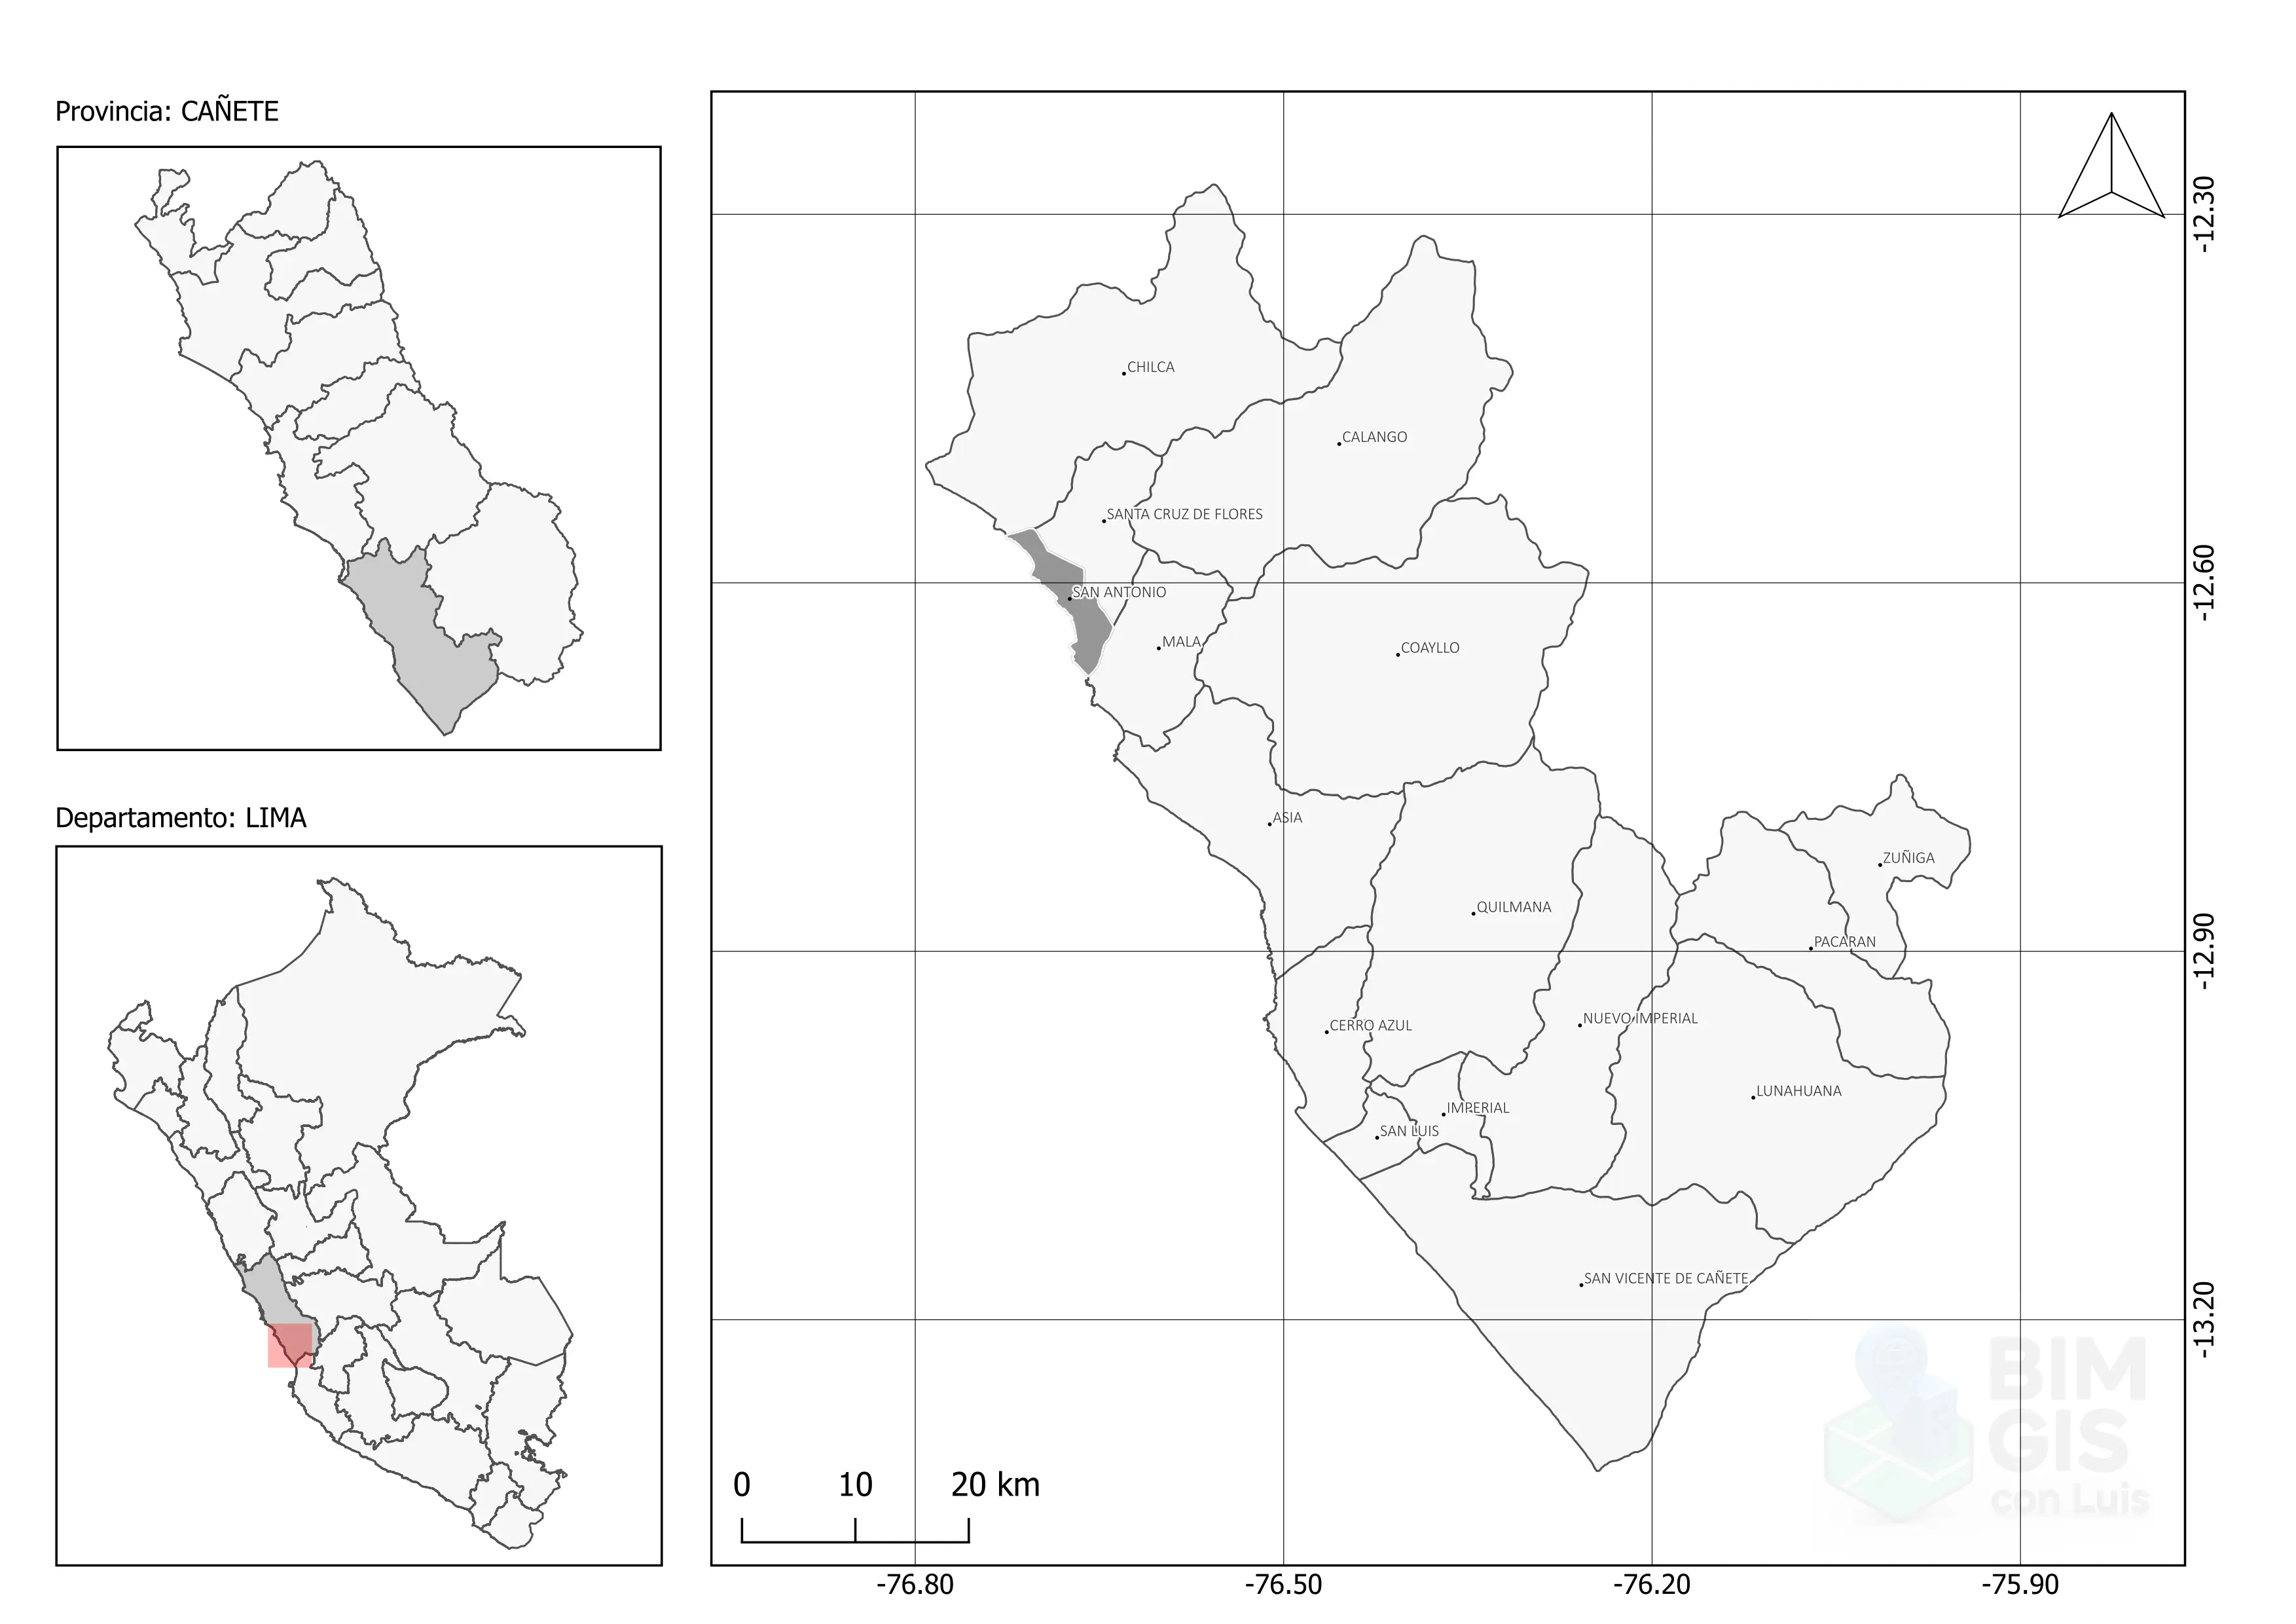 Provincia: CAÑETE
Departamento: LIMA
CHILCA
CALANGO
SANTA CRUZ DE FLORES
SAN ANTONIO
MALA
COAYLLO
ASIA
ZUÑIGA
QUILMANA
PACARAN
NUEVO IMPERIAL
CERRO AZUL
LUNAHUANA
IMPERIAL
SAN LUIS
SAN VICENTE DE CAÑETE
-12.30
-12.60
-12.90
-13.20
BIM
GIS
con Luis
0 10 20 km
-76.80 -76.50 -76.20 -75.90